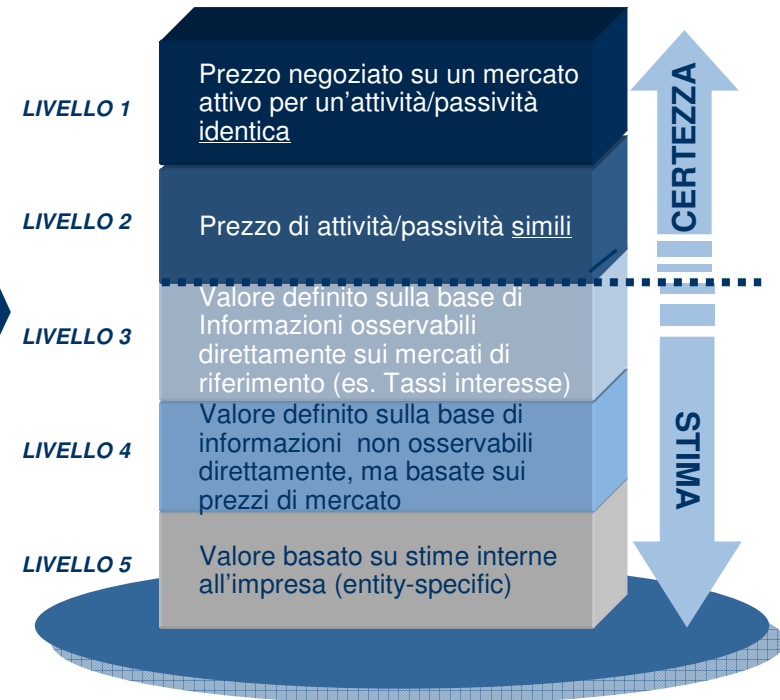 LIVELLO 1
Prezzo negoziato su un mercato
attivo per un'attività/passività
identica
LIVELLO 2
Prezzo di attività/passività simili
LIVELLO 3
Valore definito sulla base di
Informazioni osservabili
direttamente sui mercati di
riferimento (es. Tassi interesse)
LIVELLO 4
Valore definito sulla base di
informazioni non osservabili
direttamente, ma basate sui
prezzi di mercato
LIVELLO 5
Valore basato su stime interne
all'impresa (entity-specific)
CERTEZZA
STIMA